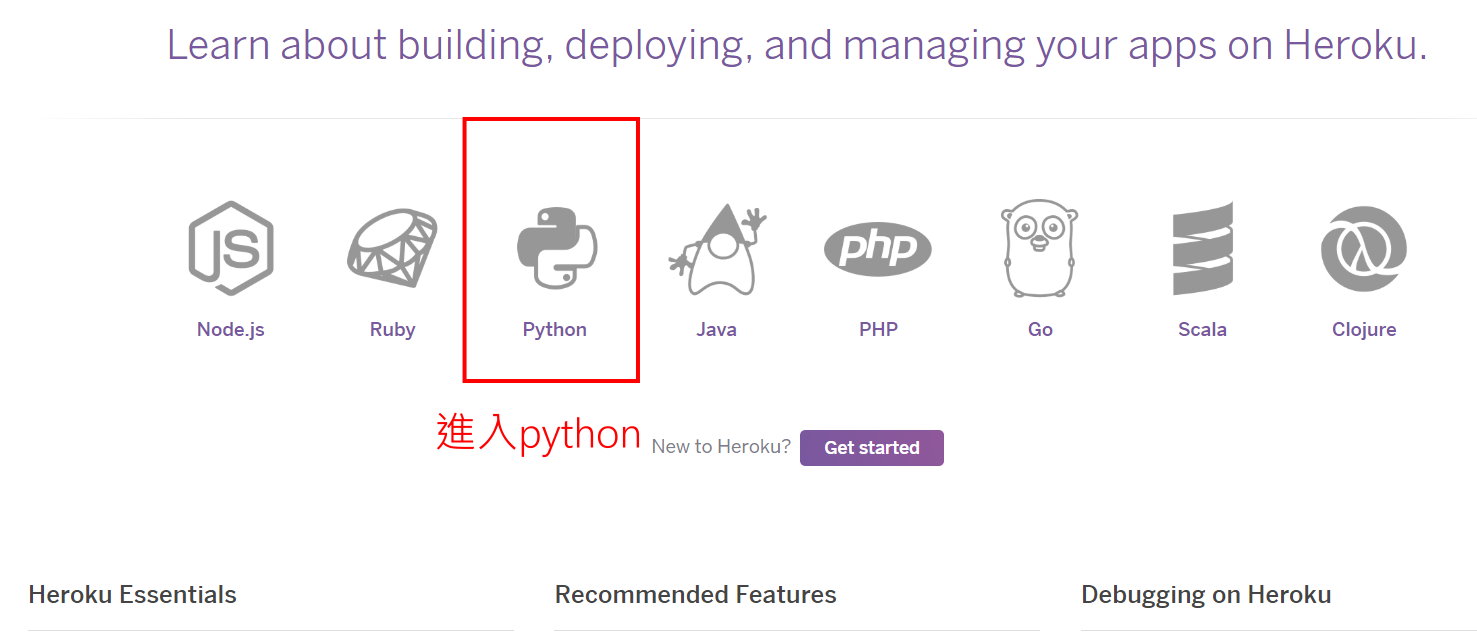 Learn about building, deploying, and managing your apps on Heroku.
JS
php
Node.js Ruby Python Java PHP Go Scala Clojure
進入python
New to Heroku? Get started
Heroku Essentials Recommended Features Debugging on Heroku